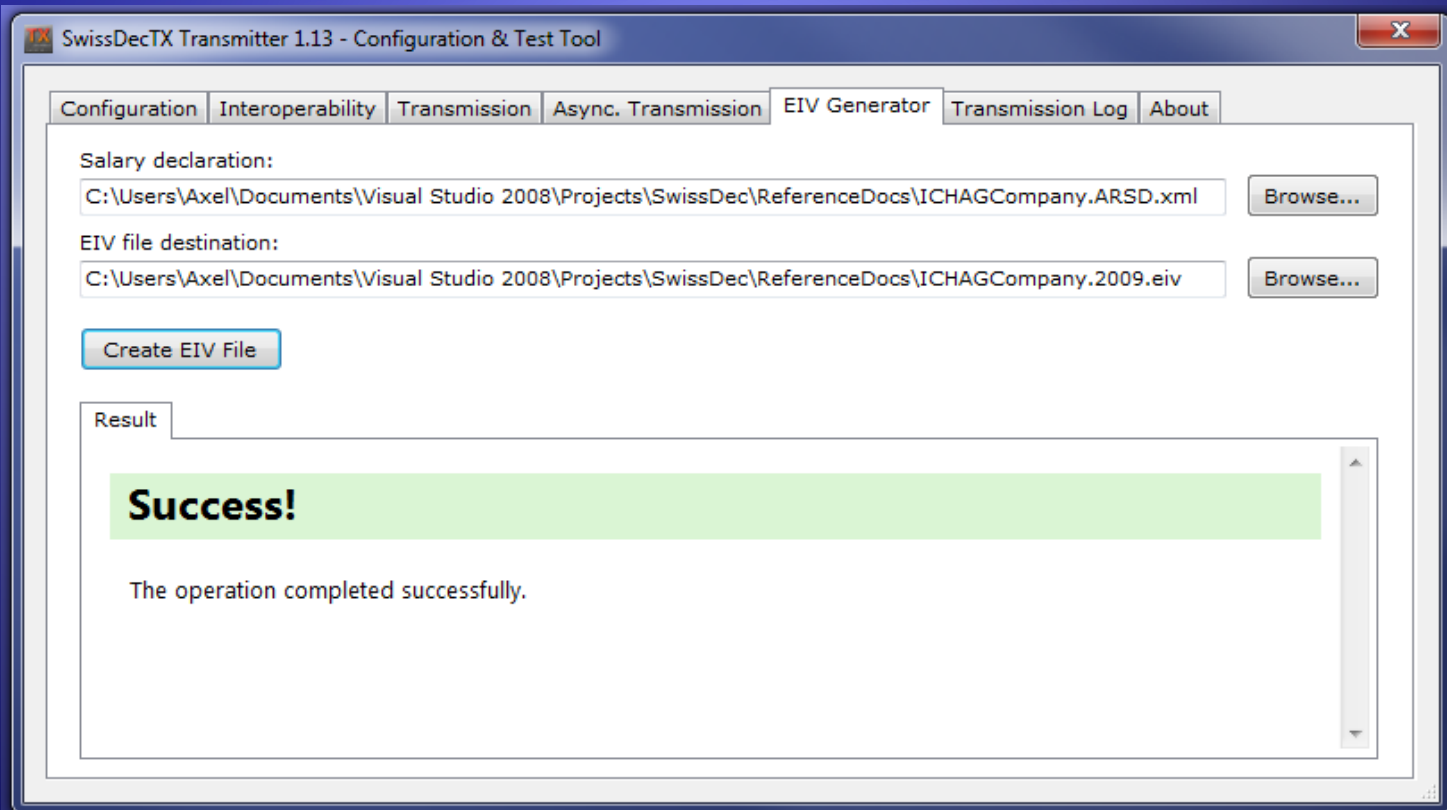 SwissDecTX Transmitter 1.13 - Configuration & Test Tool
Configuration Interoperability Transmission Async. Transmission EIV Generator Transmission Log About
Salary declaration:
C:\Users\Axel\Documents\Visual Studio 2008\Projects\SwissDec\ReferenceDocs\ICHAGCompany.ARSD.xml Browse...
EIV file destination:
C:\Users\Axel\Documents\Visual Studio 2008\Projects\SwissDec\ReferenceDocs\ICHAGCompany.2009.eiv Browse...
Create EIV File
Result
Success!
The operation completed successfully.